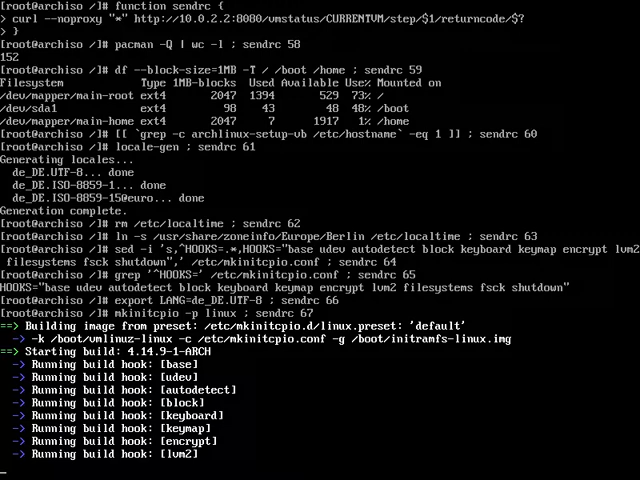 [root@archiso /]# function sendrc {
> curl --noproxy "*" http://10.0.2.2:8080/vmstatus/CURRENTVM/step/$1/returncode/$?
> }
[root@archiso /]# pacman -Q | wc -l ; sendrc 58
152
[root@archiso /]# df --block-size=1MB -T / /boot /home ; sendrc 59
Filesystem             Type 1MB-blocks  Used Available Use% Mounted on
/dev/mapper/main-root  ext4       2047  1394       529  73% /
/dev/sda1              ext4         98    43        48  48% /boot
/dev/mapper/main-home  ext4       2047     7      1917   1% /home
[root@archiso /]# [[ `grep -c archlinux-setup-vb /etc/hostname` -eq 1 ]] ; sendrc 60
[root@archiso /]# locale-gen ; sendrc 61
Generating locales...
  de_DE.UTF-8... done
  de_DE.ISO-8859-1... done
  de_DE.ISO-8859-15@euro... done
Generation complete.
[root@archiso /]# rm /etc/localtime ; sendrc 62
[root@archiso /]# ln -s /usr/share/zoneinfo/Europe/Berlin /etc/localtime ; sendrc 63
[root@archiso /]# sed -i 's,^HOOKS=.*,HOOKS="base udev autodetect block keyboard keymap encrypt lvm2
 filesystems fsck shutdown",' /etc/mkinitcpio.conf ; sendrc 64
[root@archiso /]# grep '^HOOKS=' /etc/mkinitcpio.conf ; sendrc 65
HOOKS="base udev autodetect block keyboard keymap encrypt lvm2 filesystems fsck shutdown"
[root@archiso /]# export LANG=de_DE.UTF-8 ; sendrc 66
[root@archiso /]# mkinitcpio -p linux ; sendrc 67
==> Building image from preset: /etc/mkinitcpio.d/linux.preset: 'default'
  -> -k /boot/vmlinuz-linux -c /etc/mkinitcpio.conf -g /boot/initramfs-linux.img
==> Starting build: 4.14.9-1-ARCH
  -> Running build hook: [base]
  -> Running build hook: [udev]
  -> Running build hook: [autodetect]
  -> Running build hook: [block]
  -> Running build hook: [keyboard]
  -> Running build hook: [keymap]
  -> Running build hook: [encrypt]
  -> Running build hook: [lvm2]